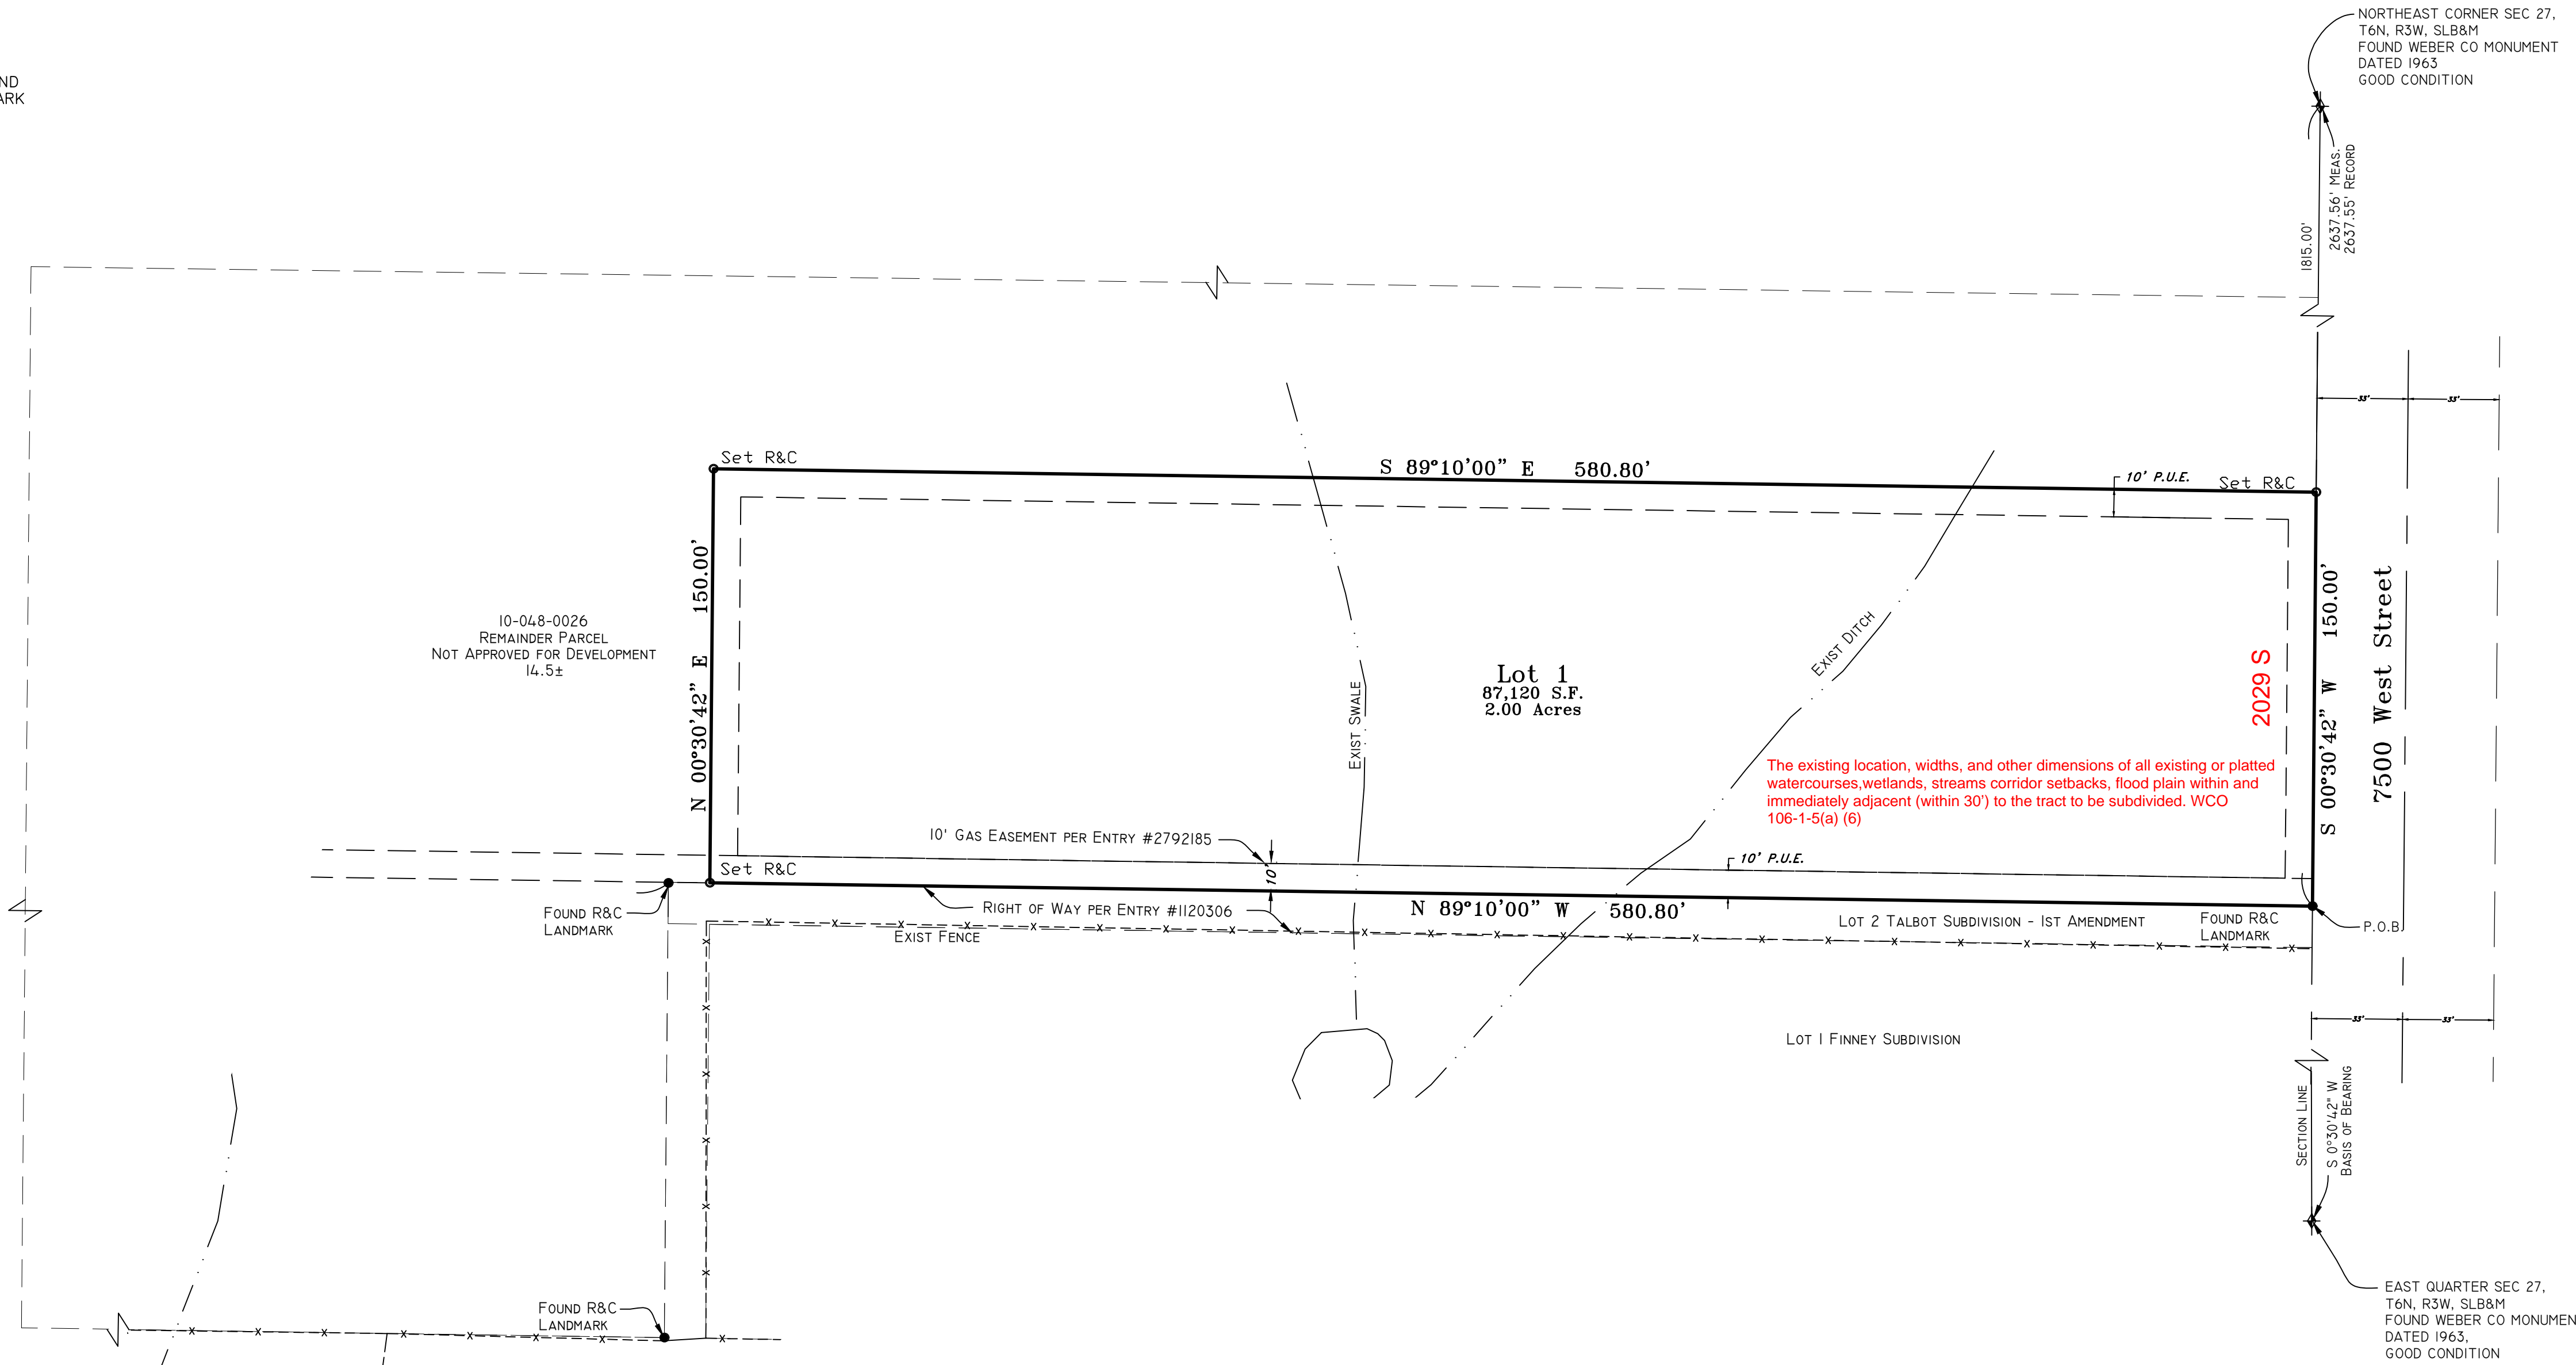 NORTHEAST CORNER SEC 27,
T6N, R3W, SLB&M
FOUND WEBER CO MONUMENT
DATED 1963
GOOD CONDITION
2637.56' MEAS.
2637.55' RECORD
1815.00'
33'
33'
Set R&C
S 89°10'00" E 580.80'
10' P.U.E.
Set R&C
N 00°30'42" E 150.00'
10-048-0026
REMAINDER PARCEL
NOT APPROVED FOR DEVELOPMENT
14.5±
EXIST SWALE
Lot 1
87,120 S.F.
2.00 Acres
EXIST DITCH
2029 S
S 00°30'42" W 150.00'
7500 West Street
The existing location, widths, and other dimensions of all existing or platted
watercourses,wetlands, streams corridor setbacks, flood plain within and
immediately adjacent (within 30') to the tract to be subdivided. WCO
106-1-5(a) (6)
10' GAS EASEMENT PER ENTRY #2792185
10'
10' P.U.E.
Set R&C
FOUND R&C
LANDMARK
RIGHT OF WAY PER ENTRY #1120306
N 89°10'00" W 580.80'
LOT 2 TALBOT SUBDIVISION - 1ST AMENDMENT
FOUND R&C
LANDMARK
P.O.B.
EXIST FENCE
LOT 1 FINNEY SUBDIVISION
33'
33'
SECTION LINE
S 0°30'42" W
BASIS OF BEARING
FOUND R&C
LANDMARK
EAST QUARTER SEC 27,
T6N, R3W, SLB&M
FOUND WEBER CO MONUMEN
DATED 1963,
GOOD CONDITION